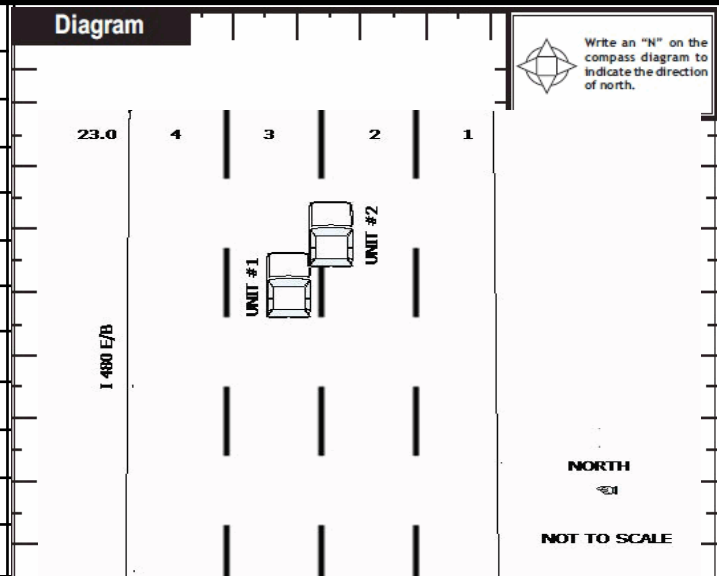 Diagram
Write an “N” on the
compass diagram to
indicate the direction
of north.
23.0 4 3 2 1
UNIT #2
UNIT #1
I 480 E/B
NORTH
NOT TO SCALE